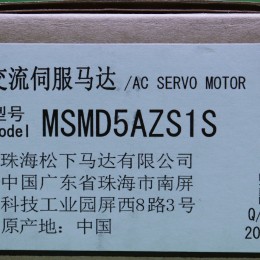 交流伺服马达 /AC SERVO MOTOR
型号
odel MSMD5AZS1S
珠海松下马达有限公司
中国广东省珠海市南屏
科技工业园屏西8路3号
原产地: 中国
Q/
20